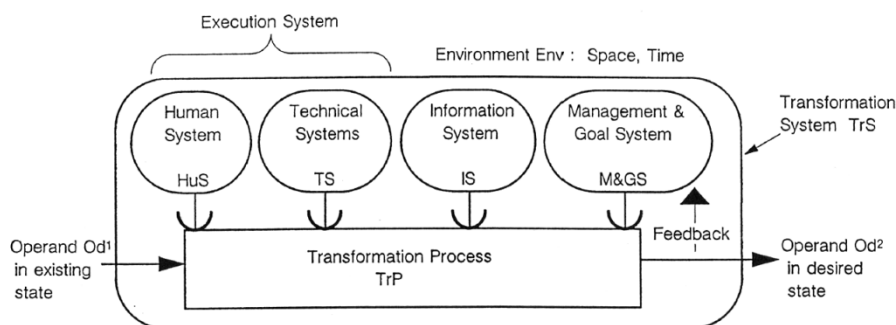 Execution System
Environment Env : Space, Time
Human System
HuS
Technical Systems
TS
Information System
IS
Management & Goal System
M&GS
Transformation System TrS
Operand Od¹ in existing state
Transformation Process
TrP
Feedback
Operand Od² in desired state